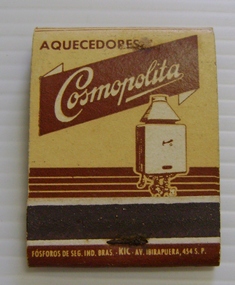 AQUECEDORES
Cosmopolita
FÓSFOROS DE SEG. IND. BRAS. - KIC - AV. IBIRAPUERA, 454 S. P.